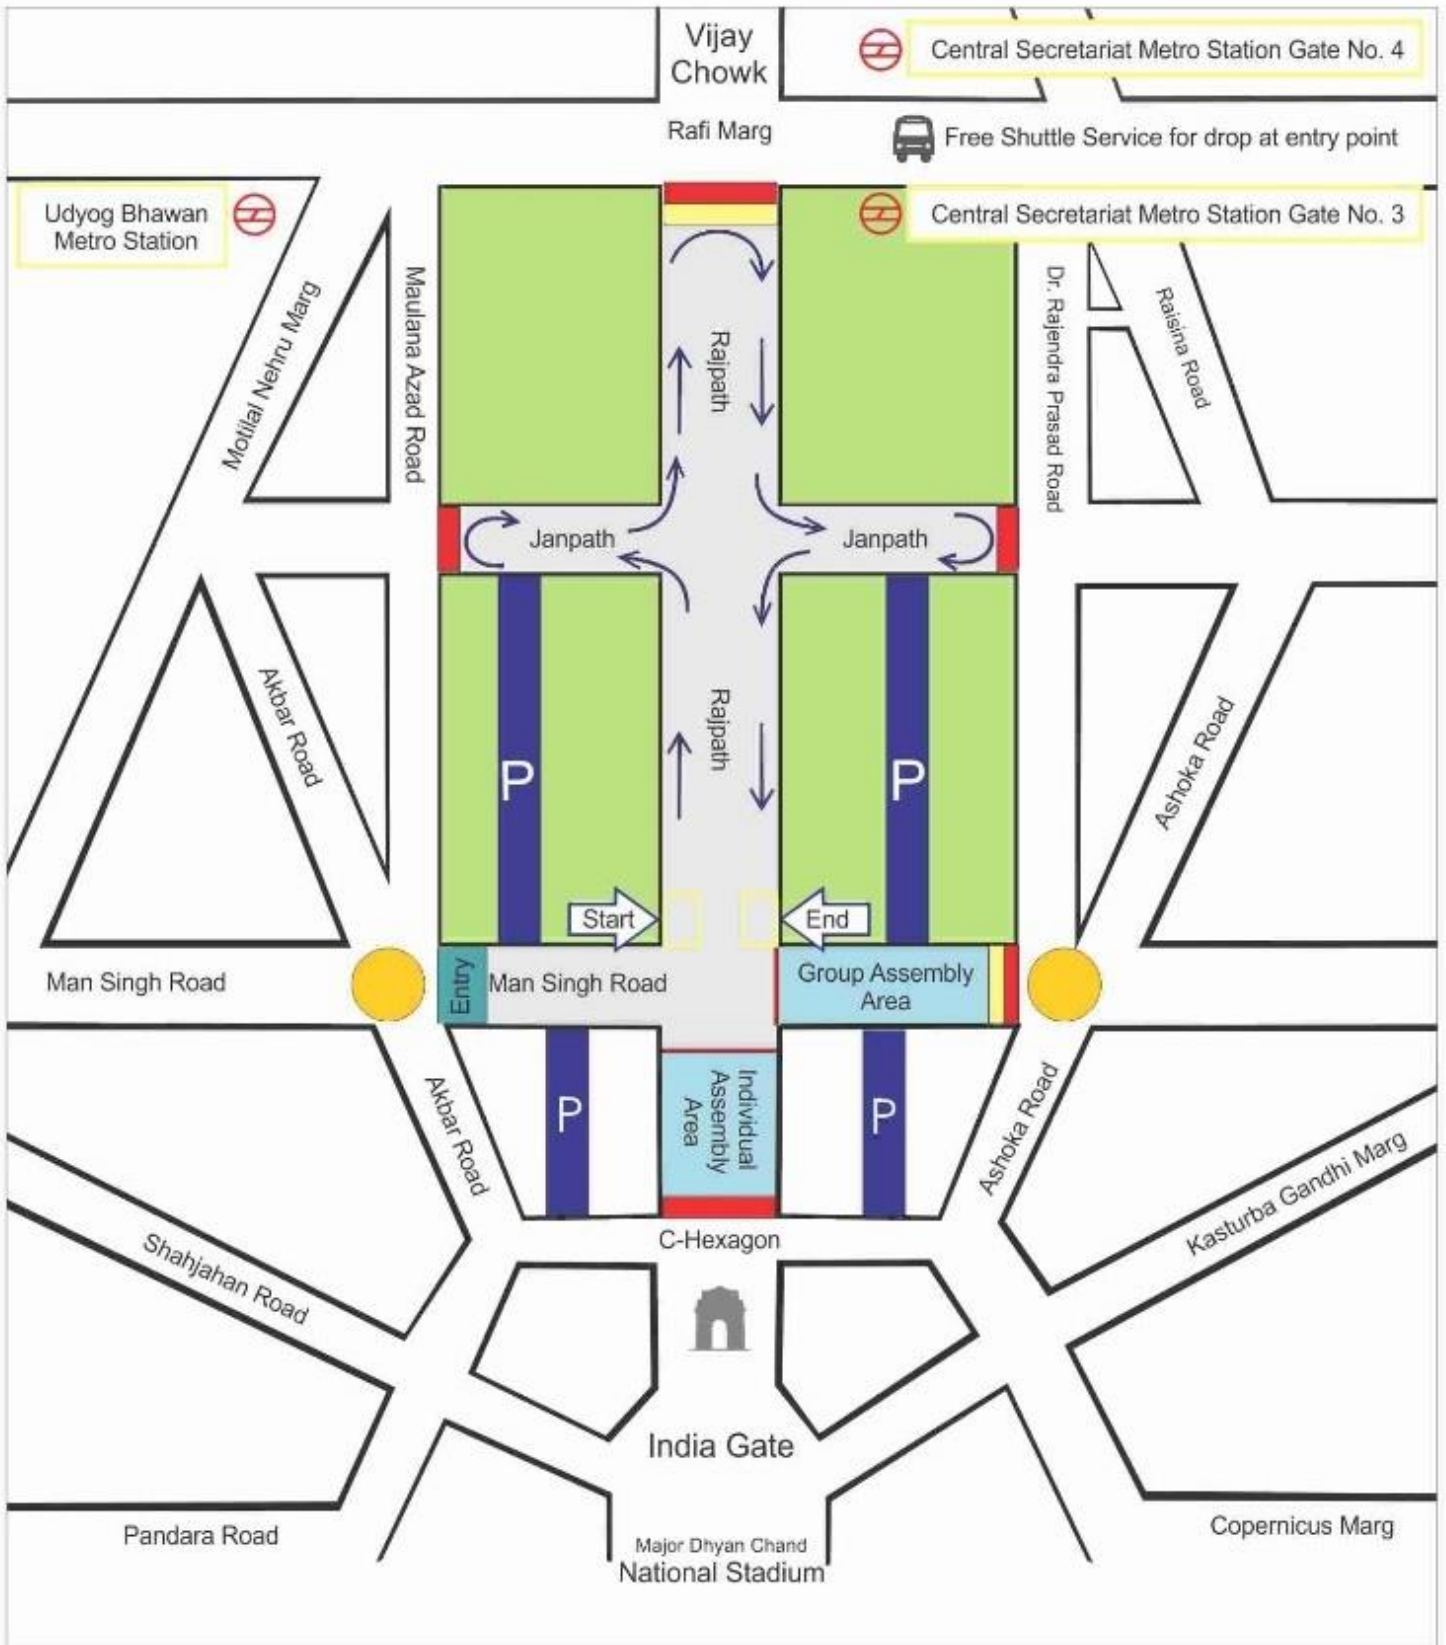 Vijay
Chowk
Central Secretariat Metro Station Gate No. 4
Rafi Marg
Free Shuttle Service for drop at entry point
Udyog Bhawan
Metro Station
Central Secretariat Metro Station Gate No. 3
Motilal Nehru Marg
Maulana Azad Road
Rajpath
Dr. Rajendra Prasad Road
Raisina Road
Janpath
Janpath
Akbar Road
P
Rajpath
P
Ashoka Road
Start
End
Man Singh Road
Entry
Man Singh Road
Group Assembly
Area
Akbar Road
P
Individual
Assembly
Area
P
Ashoka Road
Kasturba Gandhi Marg
Shahjahan Road
C-Hexagon
India Gate
Pandara Road
Major Dhyan Chand
National Stadium
Copernicus Marg